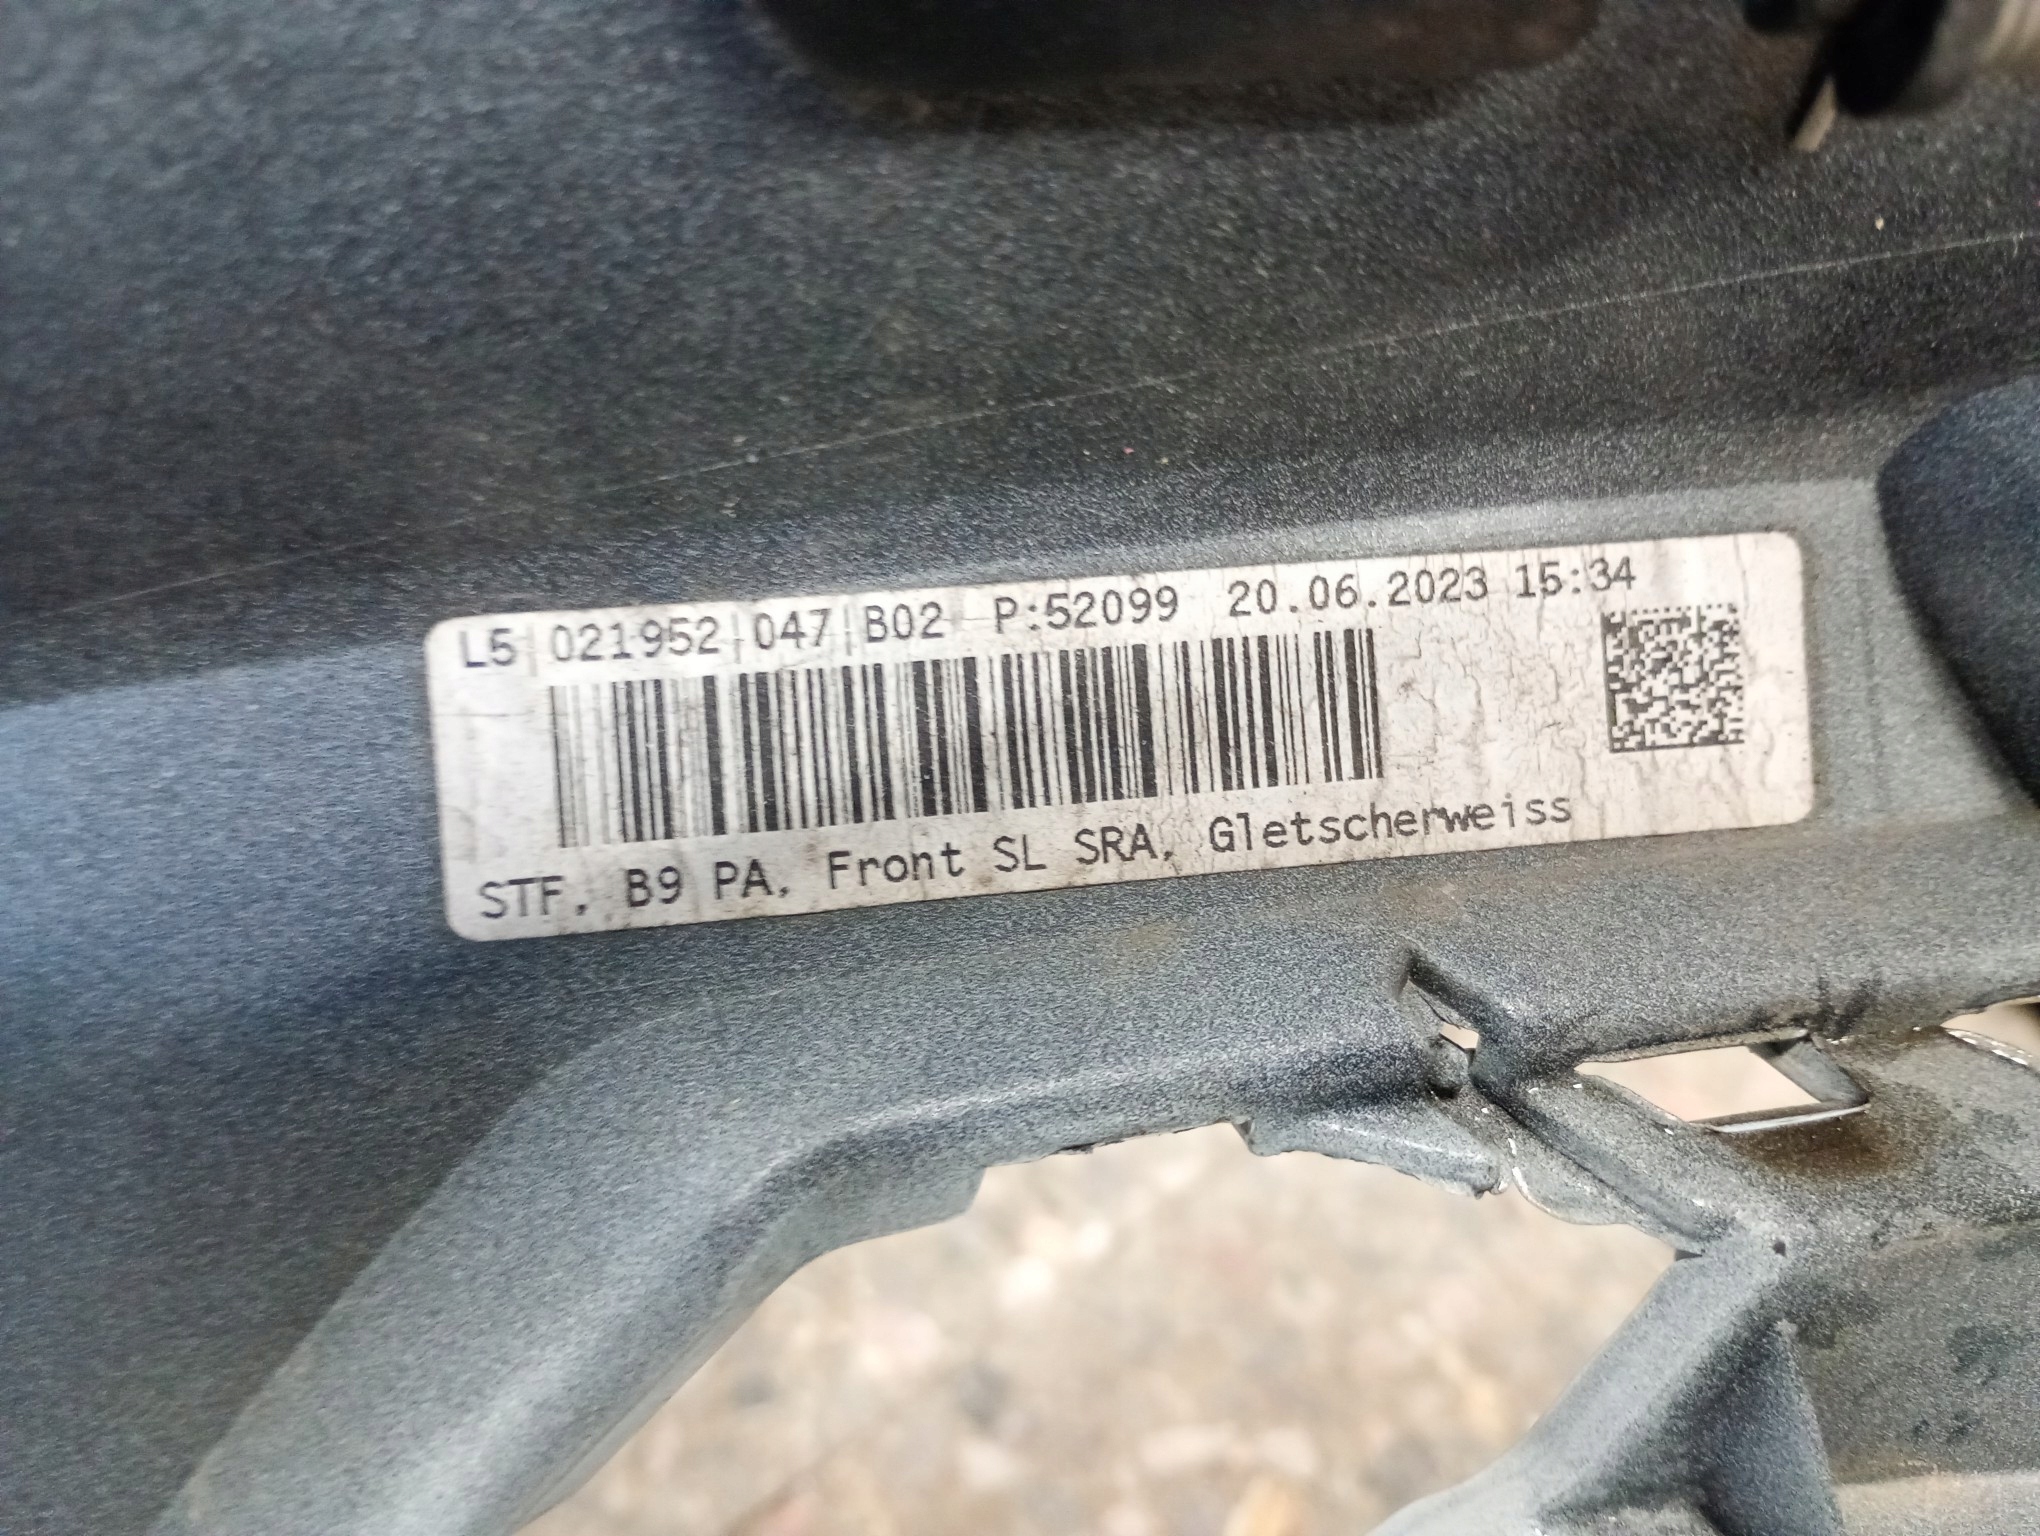 L5|021952|047|B02 P:52099 20.06.2023 15:34
STF, B9 PA, Front SL SRA, Gletscherweiss